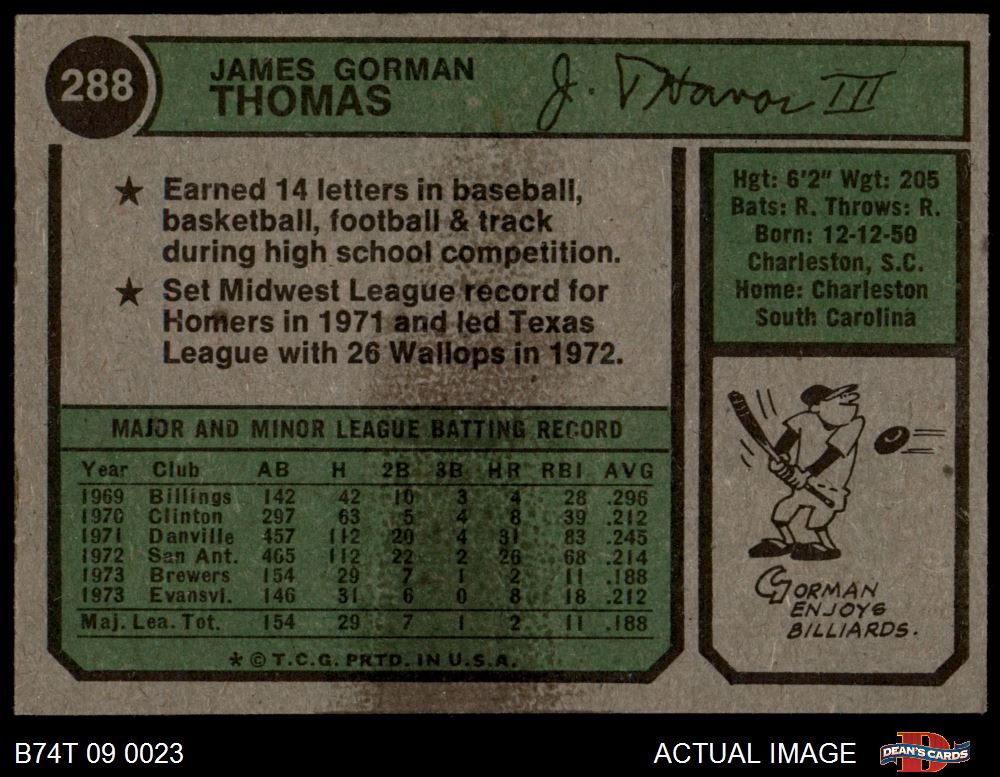 288
JAMES GORMAN
THOMAS
J. Thomas III
★ Earned 14 letters in baseball,
basketball, football & track
during high school competition.
★ Set Midwest League record for
Homers in 1971 and led Texas
League with 26 Wallops in 1972.
Hgt: 6'2" Wgt: 205
Bats: R. Throws: R.
Born: 12-12-50
Charleston, S.C.
Home: Charleston
South Carolina
MAJOR AND MINOR LEAGUE BATTING RECORD
Year Club AB H 2B 3B HR RBI AVG
1969 Billings 142 42 10 3 4 28 .296
1970 Clinton 297 63 5 4 8 39 .212
1971 Danville 457 112 20 4 31 83 .245
1972 San Ant. 465 112 22 2 26 68 .214
1973 Brewers 154 29 7 1 2 11 .188
1973 Evansvl. 146 31 6 0 8 18 .212
Maj. Lea. Tot. 154 29 7 1 2 11 .188
* © T.C.G. PRTD. IN U.S.A.
GORMAN
ENJOYS
BILLIARDS.
B74T 09 0023
ACTUAL IMAGE
DEAN'S CARDS